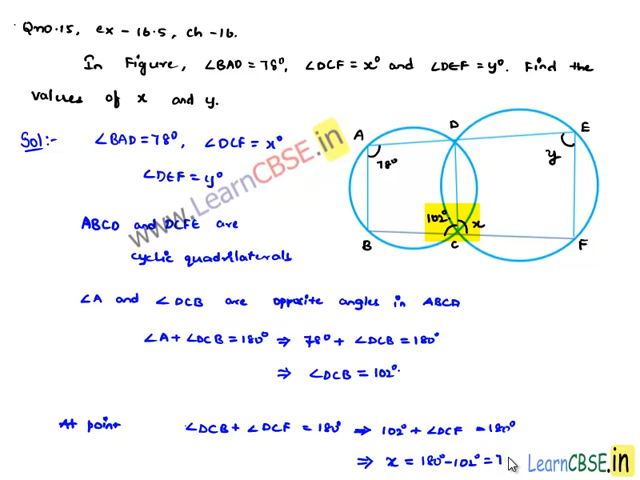 Qno.15, ex - 16.5, ch - 16.
In Figure, ∠BAD = 78°, ∠DCF = x° and ∠DEF = y°. Find the
values of x and y.
Sol:- ∠BAD = 78°, ∠DCF = x°
∠DEF = y°
ABCD and DCFE are
cyclic quadrilaterals
A D E
78° y
102° x
B C F
∠A and ∠DCB are opposite angles in ABCD
∠A + ∠DCB = 180° ⇒ 78° + ∠DCB = 180°
⇒ ∠DCB = 102°.
At point ∠DCB + ∠DCF = 180° ⇒ 102° + ∠DCF = 180°
⇒ x = 180° - 102° = 7
www.LearnCBSE.in
LearnCBSE.in